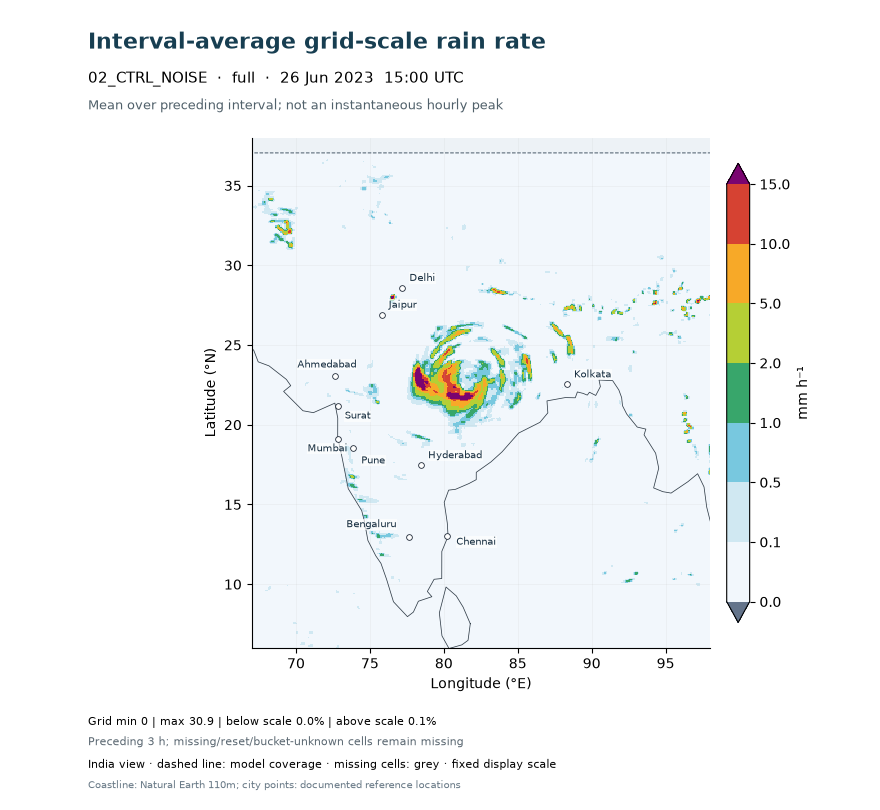 Interval-average grid-scale rain rate
02_CTRL_NOISE · full · 26 Jun 2023 15:00 UTC
Mean over preceding interval; not an instantaneous hourly peak
35
30
25
20
15
10
Latitude (°N)
Delhi
Jaipur
Ahmedabad
Kolkata
Surat
Mumbai
Pune
Hyderabad
Bengaluru
Chennai
70
75
80
85
90
95
Longitude (°E)
15.0
10.0
5.0
2.0
1.0
0.5
0.1
0.0
mm h⁻¹
Grid min 0 | max 30.9 | below scale 0.0% | above scale 0.1%
Preceding 3 h; missing/reset/bucket-unknown cells remain missing
India view · dashed line: model coverage · missing cells: grey · fixed display scale
Coastline: Natural Earth 110m; city points: documented reference locations